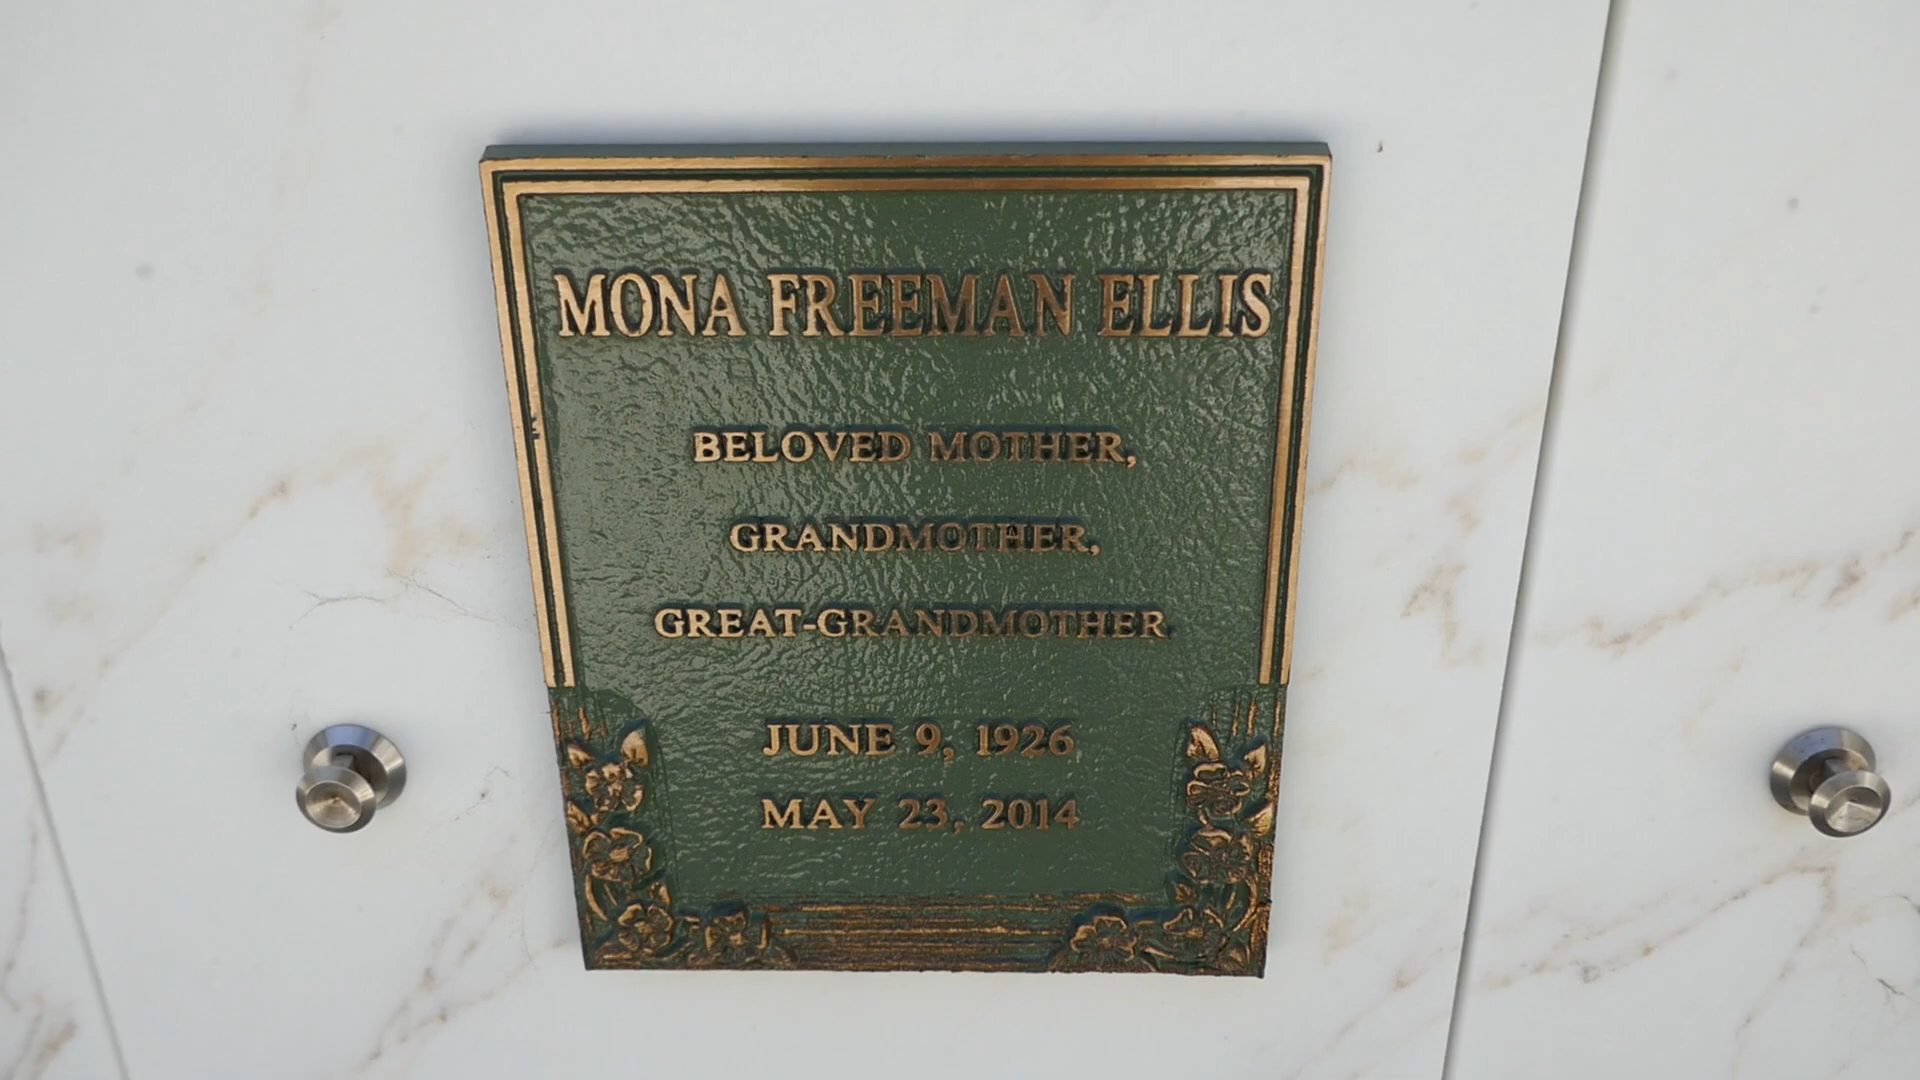 MONA FREEMAN ELLIS
BELOVED MOTHER,
GRANDMOTHER,
GREAT-GRANDMOTHER
JUNE 9, 1926
MAY 23, 2014